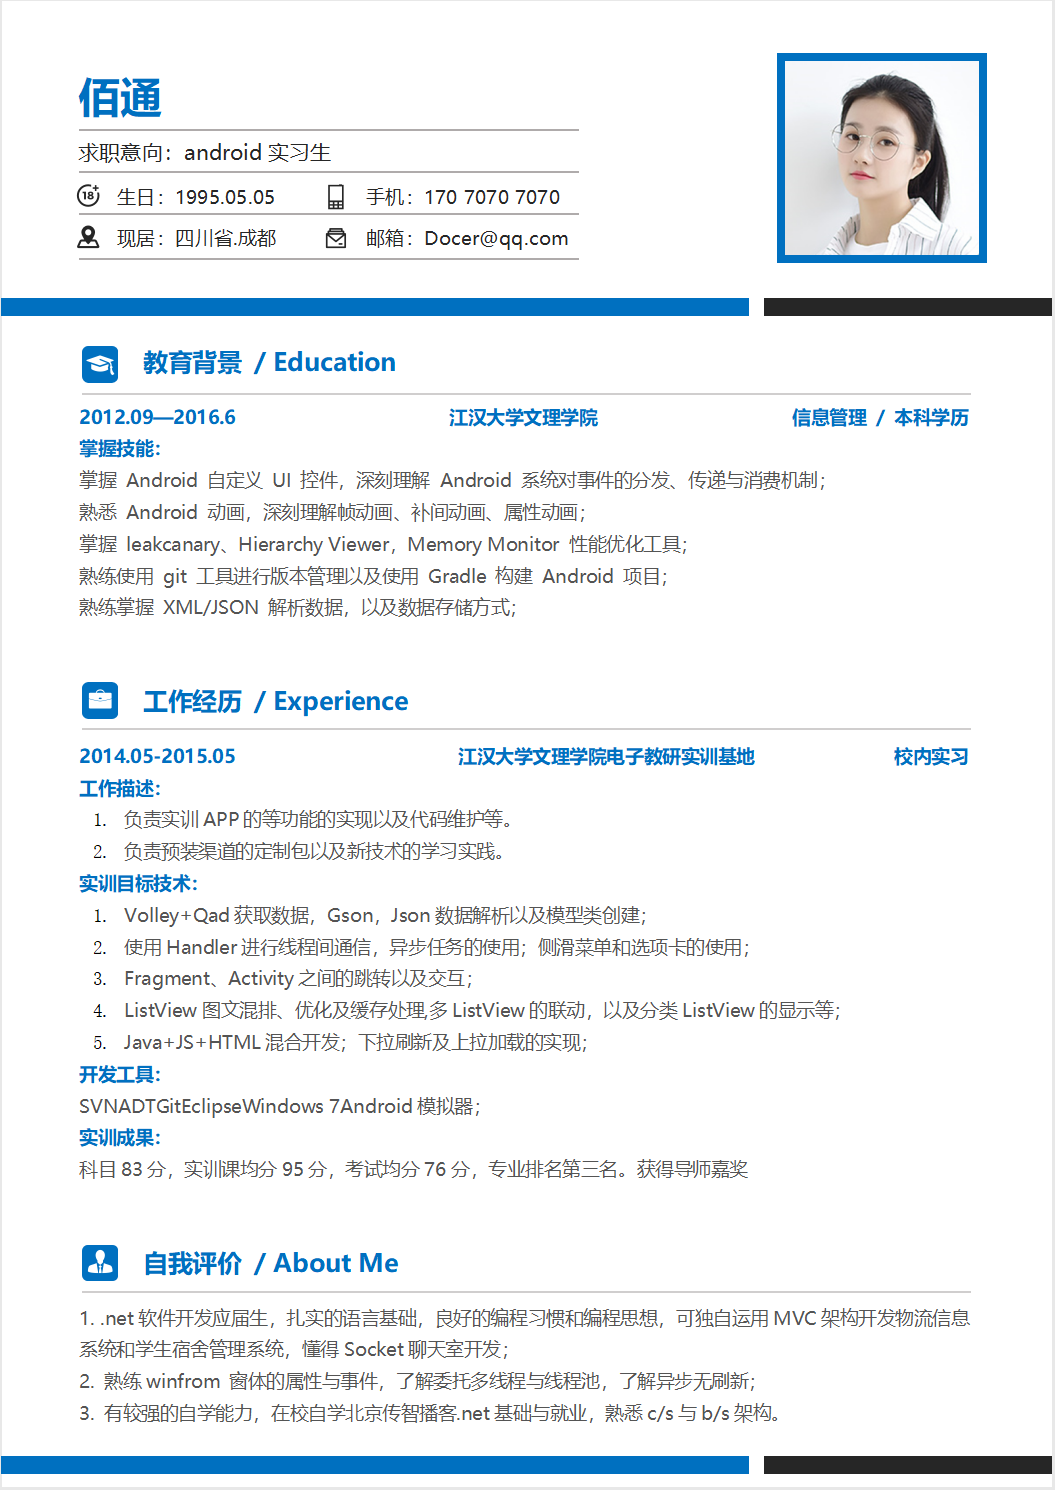 佰通
求职意向：android 实习生
18+ 生日：1995.05.05 手机：170 7070 7070
现居：四川省.成都 邮箱：Docer@qq.com
教育背景 / Education
2012.09—2016.6 江汉大学文理学院 信息管理 / 本科学历
掌握技能：
掌握 Android 自定义 UI 控件，深刻理解 Android 系统对事件的分发、传递与消费机制；
熟悉 Android 动画，深刻理解帧动画、补间动画、属性动画；
掌握 leakcanary、Hierarchy Viewer，Memory Monitor 性能优化工具；
熟练使用 git 工具进行版本管理以及使用 Gradle 构建 Android 项目；
熟练掌握 XML/JSON 解析数据，以及数据存储方式；
工作经历 / Experience
2014.05-2015.05 江汉大学文理学院电子教研实训基地 校内实习
工作描述：
1. 负责实训 APP 的等功能的实现以及代码维护等。
2. 负责预装渠道的定制包以及新技术的学习实践。
实训目标技术：
1. Volley+Qad 获取数据，Gson，Json 数据解析以及模型类创建；
2. 使用 Handler 进行线程间通信，异步任务的使用；侧滑菜单和选项卡的使用；
3. Fragment、Activity 之间的跳转以及交互；
4. ListView 图文混排、优化及缓存处理,多 ListView 的联动，以及分类 ListView 的显示等；
5. Java+JS+HTML 混合开发；下拉刷新及上拉加载的实现；
开发工具：
SVNADTGitEclipseWindows 7Android 模拟器；
实训成果：
科目 83 分，实训课均分 95 分，考试均分 76 分，专业排名第三名。获得导师嘉奖
自我评价 / About Me
1. .net 软件开发应届生，扎实的语言基础，良好的编程习惯和编程思想，可独自运用 MVC 架构开发物流信息
系统和学生宿舍管理系统，懂得 Socket 聊天室开发；
2. 熟练 winfrom 窗体的属性与事件，了解委托多线程与线程池，了解异步无刷新；
3. 有较强的自学能力，在校自学北京传智播客.net 基础与就业，熟悉 c/s 与 b/s 架构。